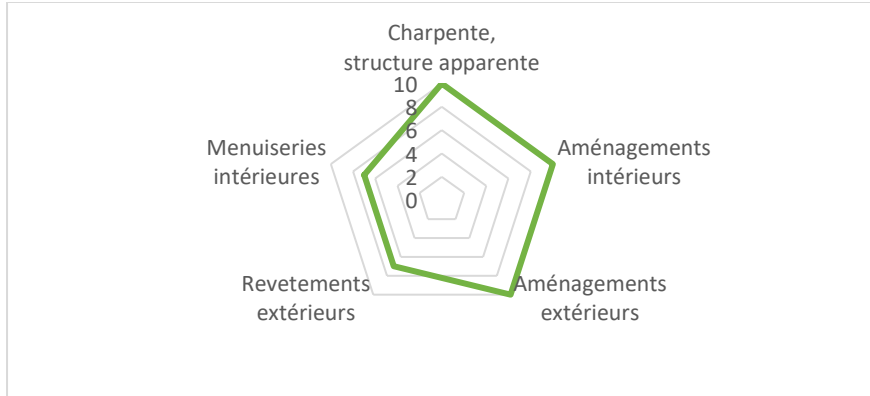 Charpente,
structure apparente
10
8
6
4
2
0
Aménagements
intérieurs
Aménagements
extérieurs
Revetements
extérieurs
Menuiseries
intérieures